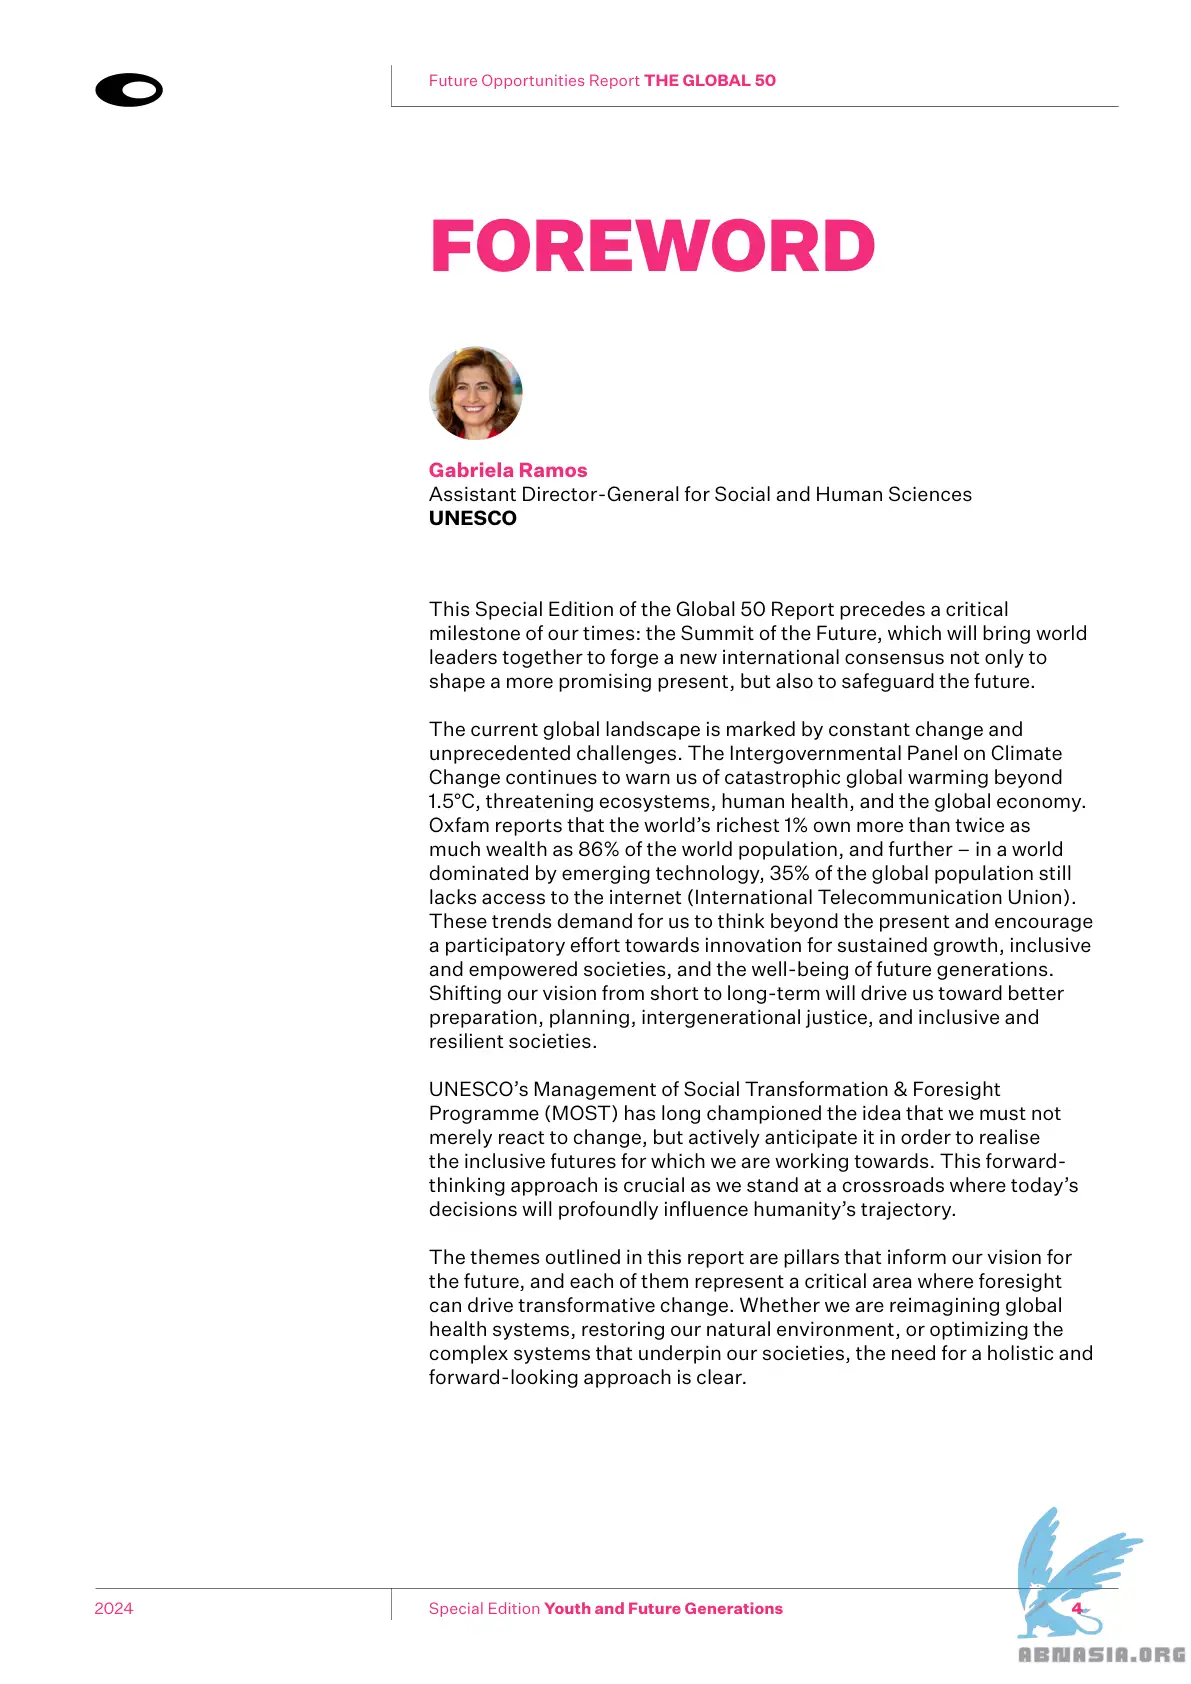 Future Opportunities Report THE GLOBAL 50
FOREWORD
Gabriela Ramos
Assistant Director-General for Social and Human Sciences
UNESCO
This Special Edition of the Global 50 Report precedes a critical
milestone of our times: the Summit of the Future, which will bring world
leaders together to forge a new international consensus not only to
shape a more promising present, but also to safeguard the future.
The current global landscape is marked by constant change and
unprecedented challenges. The Intergovernmental Panel on Climate
Change continues to warn us of catastrophic global warming beyond
1.5°C, threatening ecosystems, human health, and the global economy.
Oxfam reports that the world’s richest 1% own more than twice as
much wealth as 86% of the world population, and further – in a world
dominated by emerging technology, 35% of the global population still
lacks access to the internet (International Telecommunication Union).
These trends demand for us to think beyond the present and encourage
a participatory effort towards innovation for sustained growth, inclusive
and empowered societies, and the well-being of future generations.
Shifting our vision from short to long-term will drive us toward better
preparation, planning, intergenerational justice, and inclusive and
resilient societies.
UNESCO’s Management of Social Transformation & Foresight
Programme (MOST) has long championed the idea that we must not
merely react to change, but actively anticipate it in order to realise
the inclusive futures for which we are working towards. This forward-
thinking approach is crucial as we stand at a crossroads where today’s
decisions will profoundly influence humanity’s trajectory.
The themes outlined in this report are pillars that inform our vision for
the future, and each of them represent a critical area where foresight
can drive transformative change. Whether we are reimagining global
health systems, restoring our natural environment, or optimizing the
complex systems that underpin our societies, the need for a holistic and
forward-looking approach is clear.
2024
Special Edition Youth and Future Generations
4
ABNASIA.ORG